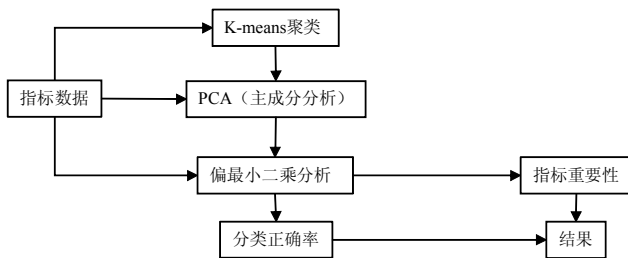 K-means聚类
指标数据
PCA（主成分分析）
偏最小二乘分析
指标重要性
分类正确率
结果